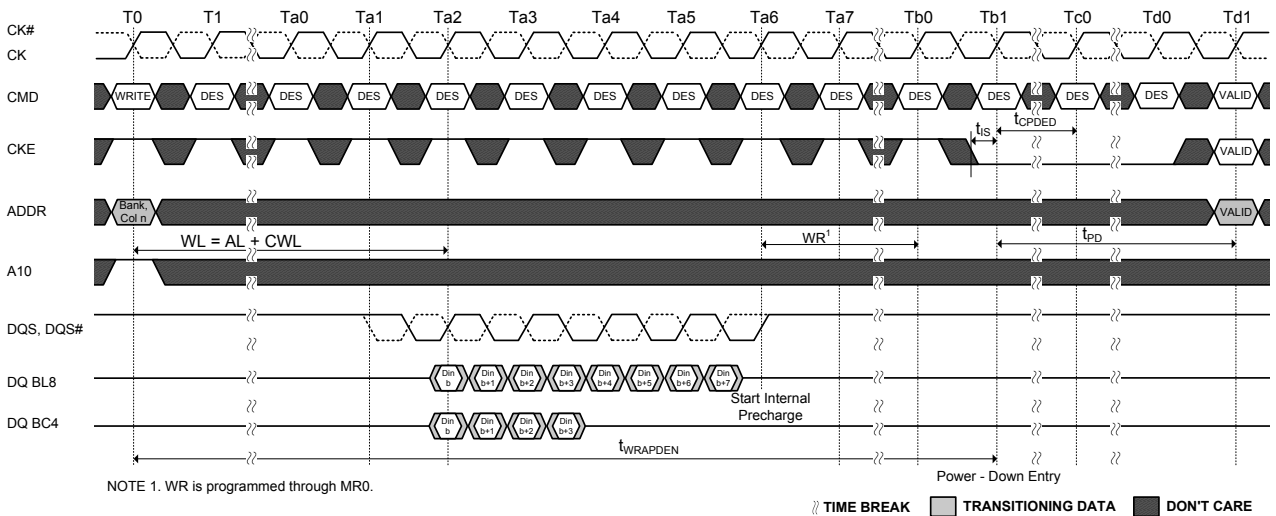 T0 T1 Ta0 Ta1 Ta2 Ta3 Ta4 Ta5 Ta6 Ta7 Tb0 Tb1 Tc0 Td0 Td1
CK#
CK
CMD WRITE DES DES DES DES DES DES DES DES DES DES DES DES DES VALID
tIS tCPDED
CKE VALID
ADDR Bank, Col n VALID
WL = AL + CWL WR1 tPD
A10
DQS, DQS#
DQ BL8 Din b Din b+1 Din b+2 Din b+3 Din b+4 Din b+5 Din b+6 Din b+7
Start Internal
Precharge
DQ BC4 Din b Din b+1 Din b+2 Din b+3
tWRAPDEN
Power - Down Entry
NOTE 1. WR is programmed through MR0.
TIME BREAK TRANSITIONING DATA DON'T CARE